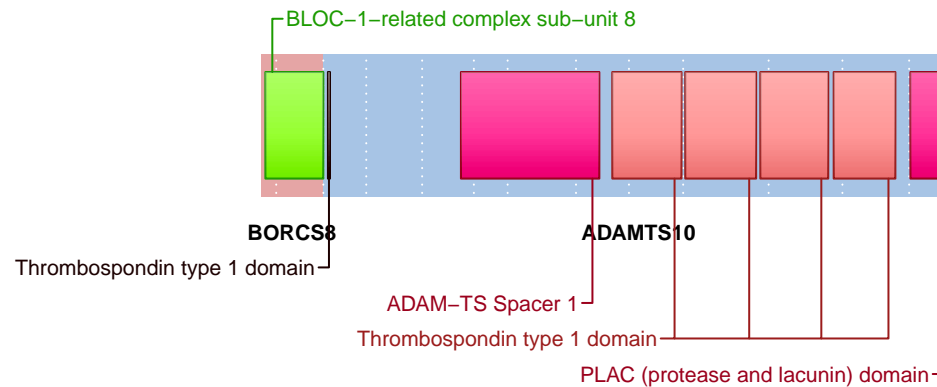 BLOC−1−related complex sub−unit 8
BORCS8
ADAMTS10
Thrombospondin type 1 domain
ADAM−TS Spacer 1
Thrombospondin type 1 domain
PLAC (protease and lacunin) domain